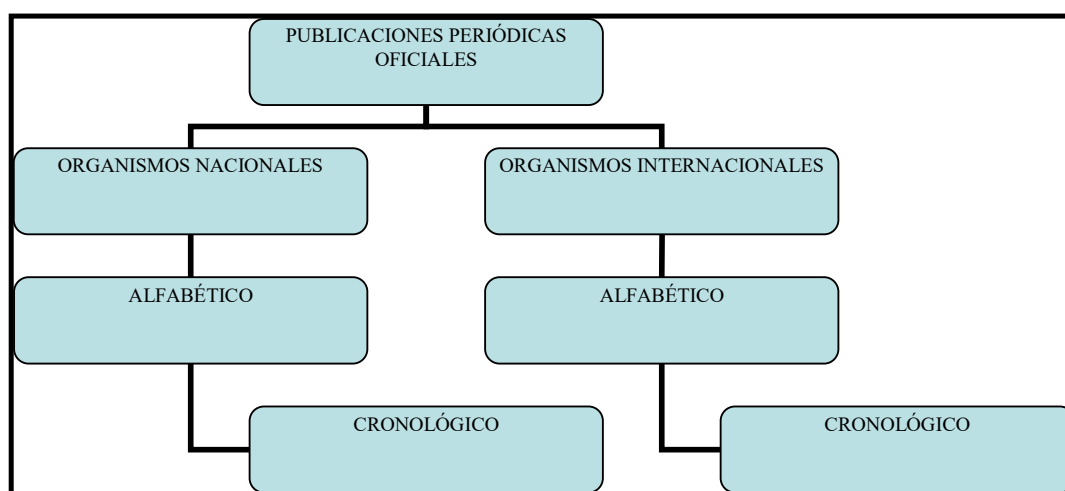 PUBLICACIONES PERIÓDICAS
OFICIALES
ORGANISMOS NACIONALES
ORGANISMOS INTERNACIONALES
ALFABÉTICO
ALFABÉTICO
CRONOLÓGICO
CRONOLÓGICO